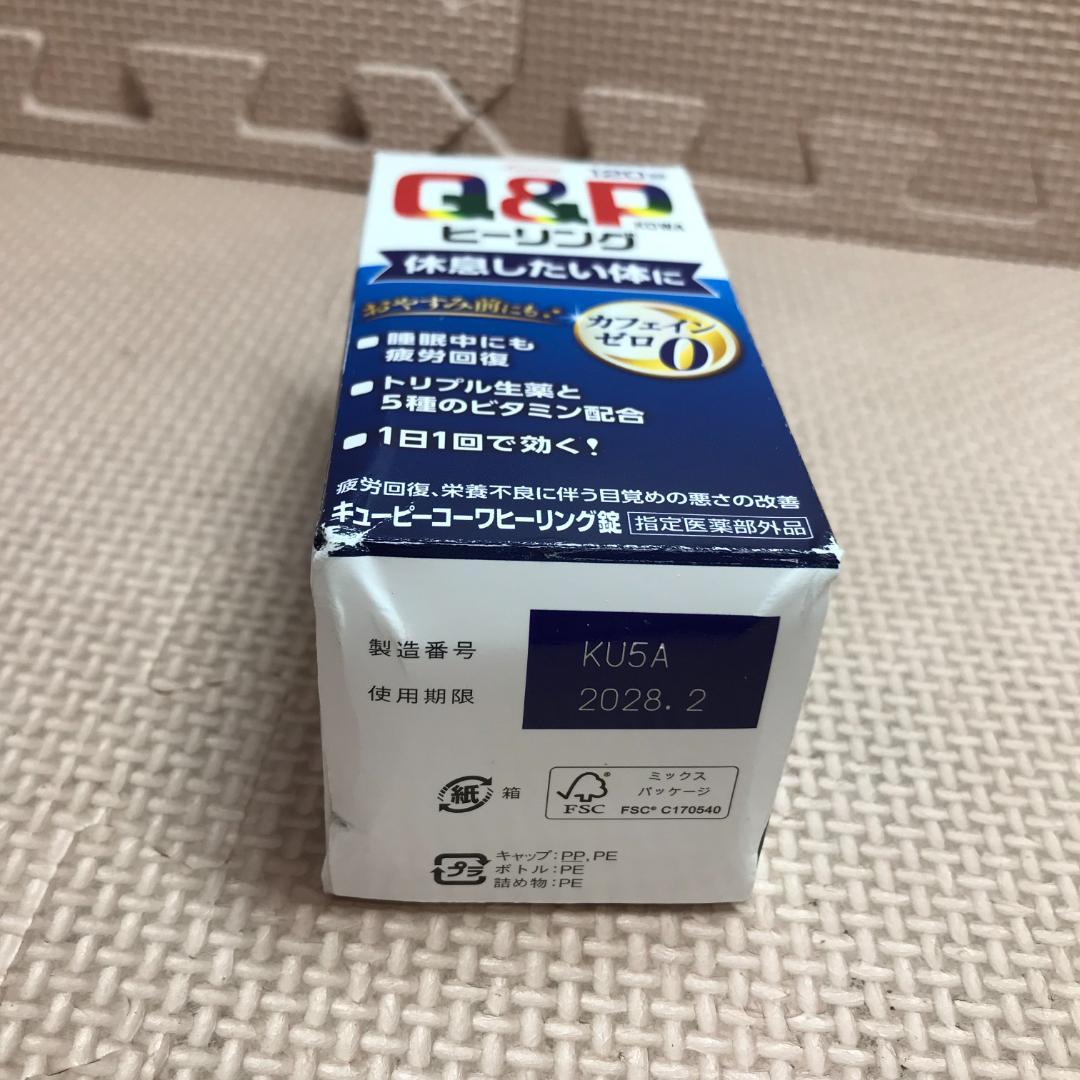 Q&P
KOWA
ヒーリング
休息したい体に
おやすみ前にも
カフェイン
ゼロ 0
睡眠中にも
疲労回復
トリプル生薬と
5種のビタミン配合
1日1回で効く!
疲労回復、栄養不良に伴う目覚めの悪さの改善
キューピーコーワヒーリング錠 指定医薬部外品
製造番号 KU5A
使用期限 2028.2
紙 箱
FSC
ミックス
パッケージ
FSC® C170540
プラ
キャップ:PP, PE
ボトル:PE
詰め物:PE